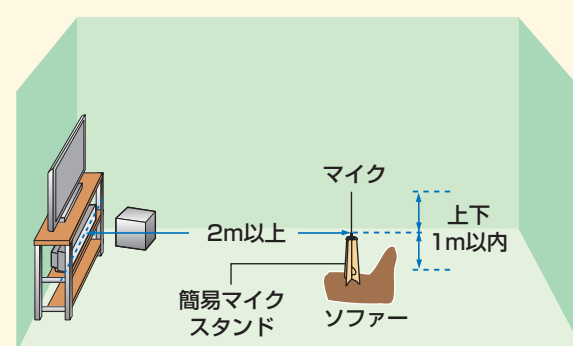 マイク
上下
1m以内
2m以上
簡易マイク
スタンド
ソファー